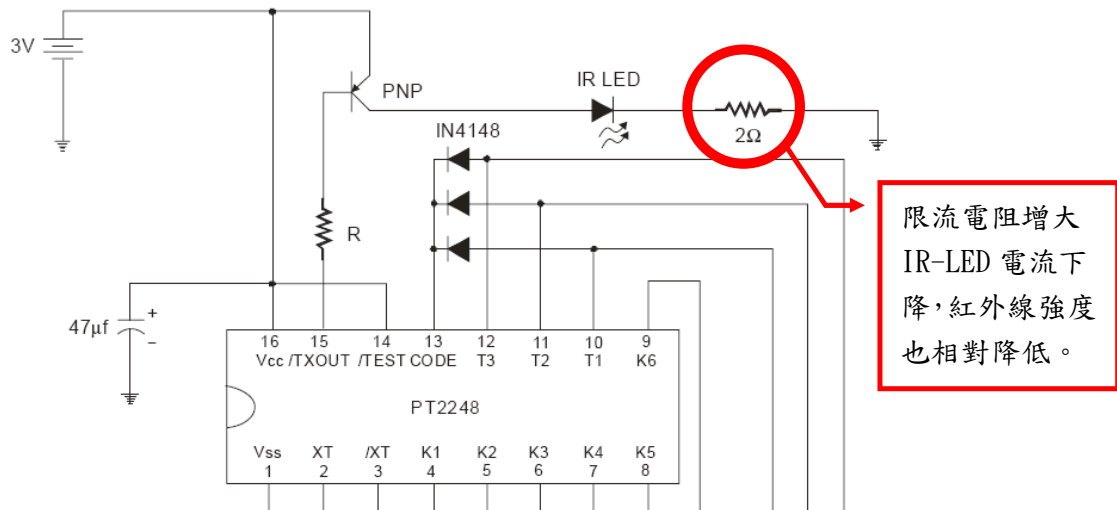 3V
PNP
IR LED
2Ω
IN4148
R
47μf
+
−
限流電阻增大
IR-LED 電流下
降，紅外線強度
也相對降低。
16 15 14 13 12 11 10 9
Vcc /TXOUT /TEST CODE T3 T2 T1 K6
PT2248
Vss XT /XT K1 K2 K3 K4 K5
1 2 3 4 5 6 7 8